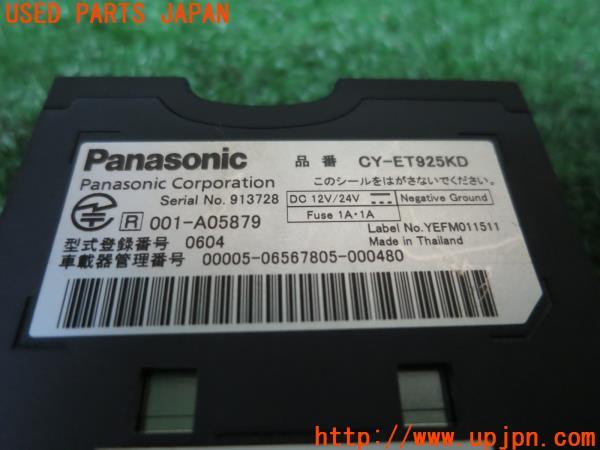 USED PARTS JAPAN
Panasonic
品番 CY-ET925KD
Panasonic Corporation
このシールをはがさないでください。
Serial No. 913728
DC 12V/24V
Negative Ground
Fuse 1A・1A
R 001-A05879
Label No. YEFM011511
Made in Thailand
型式登録番号 0604
車載器管理番号 00005-06567805-000480
http://www.upjpn.com/